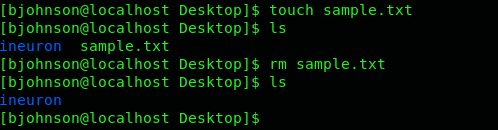 [bjohnson@localhost Desktop]$ touch sample.txt
[bjohnson@localhost Desktop]$ ls
ineuron  sample.txt
[bjohnson@localhost Desktop]$ rm sample.txt
[bjohnson@localhost Desktop]$ ls
ineuron
[bjohnson@localhost Desktop]$